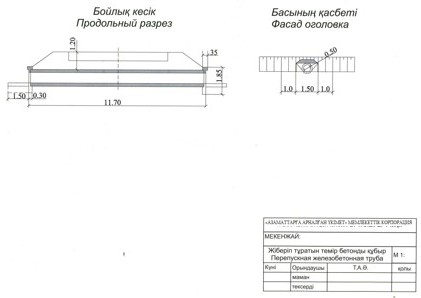 Бойлық кесік
Продольный разрез
Басының қасбеті
Фасад оголовка
1.20
35
1.85
1.50
0.30
11.70
0.50
1.0
1.50
1.0
«АЗАМАТТАРҒА АРНАЛҒАН ҮКІМЕТ» МЕМЛЕКЕТТІК КОРПОРАЦИЯ
МЕКЕНЖАЙ:
Жіберіп тұратын темір бетонды құбыр
Перепускная железобетонная труба
М 1:
Күні
Орындаушы
Т.А.Ә.
қолы
маман
тексерді